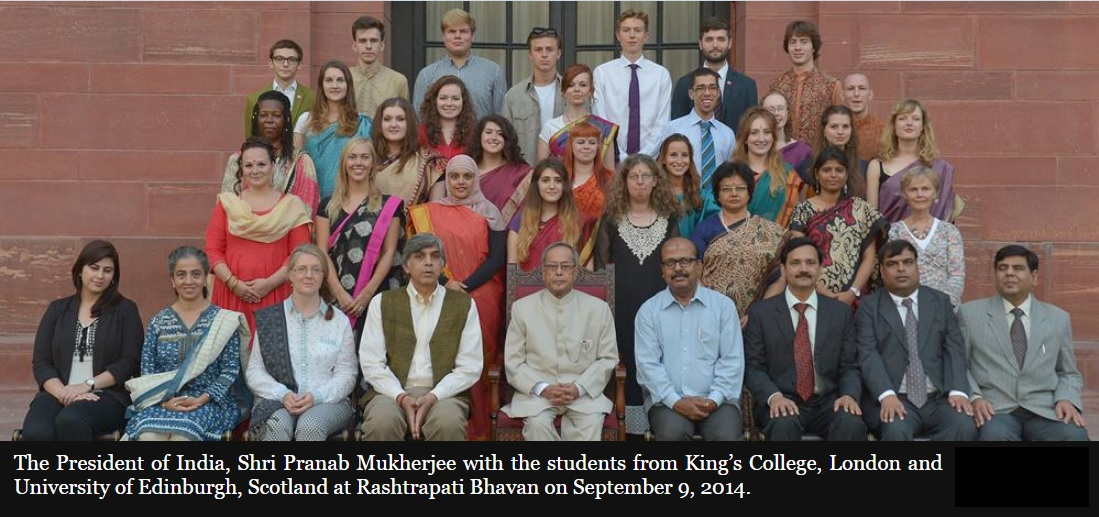 The President of India, Shri Pranab Mukherjee with the students from King's College, London and
University of Edinburgh, Scotland at Rashtrapati Bhavan on September 9, 2014.